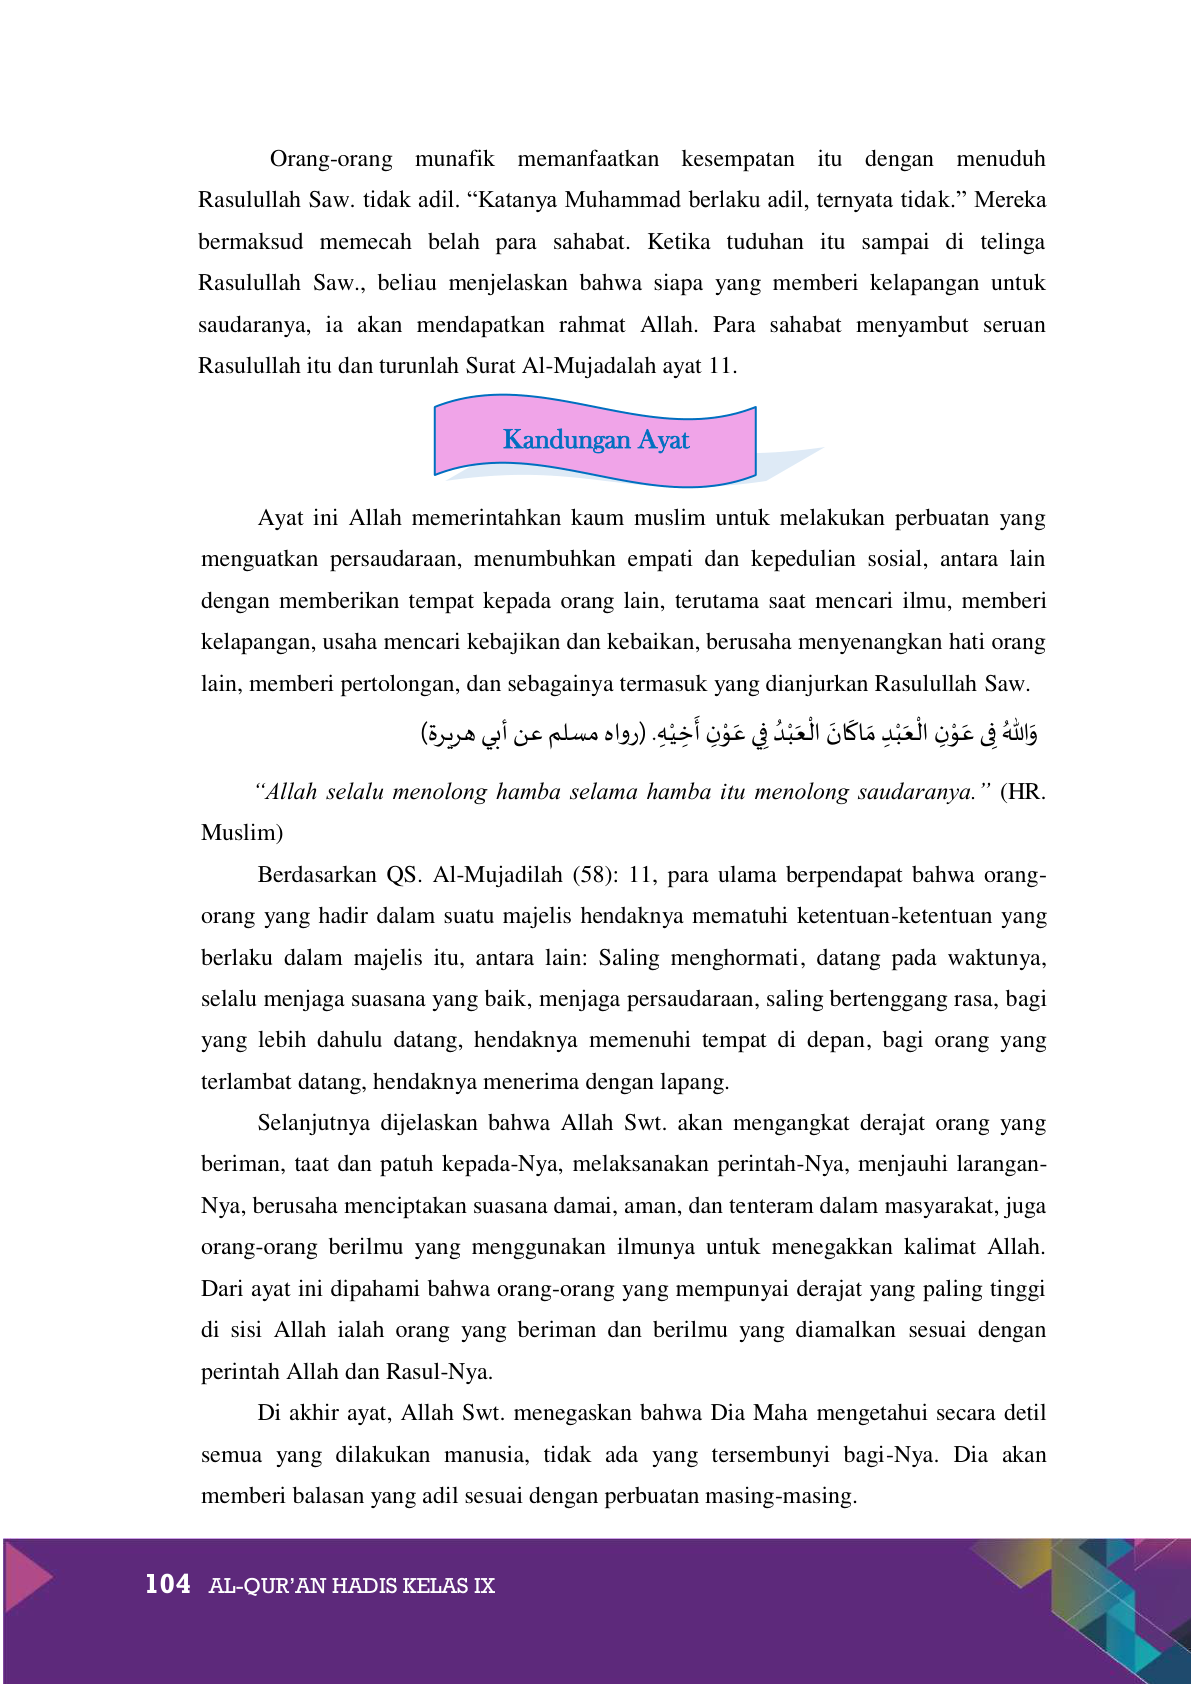 Orang-orang munafik memanfaatkan kesempatan itu dengan menuduh
Rasulullah Saw. tidak adil. “Katanya Muhammad berlaku adil, ternyata tidak.” Mereka
bermaksud memecah belah para sahabat. Ketika tuduhan itu sampai di telinga
Rasulullah Saw., beliau menjelaskan bahwa siapa yang memberi kelapangan untuk
saudaranya, ia akan mendapatkan rahmat Allah. Para sahabat menyambut seruan
Rasulullah itu dan turunlah Surat Al-Mujadalah ayat 11.
Kandungan Ayat
Ayat ini Allah memerintahkan kaum muslim untuk melakukan perbuatan yang
menguatkan persaudaraan, menumbuhkan empati dan kepedulian sosial, antara lain
dengan memberikan tempat kepada orang lain, terutama saat mencari ilmu, memberi
kelapangan, usaha mencari kebajikan dan kebaikan, berusaha menyenangkan hati orang
lain, memberi pertolongan, dan sebagainya termasuk yang dianjurkan Rasulullah Saw.
وَاللهُ فِى عَوْنِ الْعَبْدِ مَاكَانَ الْعَبْدُ فِي عَوْنِ أَخِيْهِ. (رواه مسلم عن أبي هريرة)
“Allah selalu menolong hamba selama hamba itu menolong saudaranya.” (HR.
Muslim)
Berdasarkan QS. Al-Mujadilah (58): 11, para ulama berpendapat bahwa orang-
orang yang hadir dalam suatu majelis hendaknya mematuhi ketentuan-ketentuan yang
berlaku dalam majelis itu, antara lain: Saling menghormati, datang pada waktunya,
selalu menjaga suasana yang baik, menjaga persaudaraan, saling bertenggang rasa, bagi
yang lebih dahulu datang, hendaknya memenuhi tempat di depan, bagi orang yang
terlambat datang, hendaknya menerima dengan lapang.
Selanjutnya dijelaskan bahwa Allah Swt. akan mengangkat derajat orang yang
beriman, taat dan patuh kepada-Nya, melaksanakan perintah-Nya, menjauhi larangan-
Nya, berusaha menciptakan suasana damai, aman, dan tenteram dalam masyarakat, juga
orang-orang berilmu yang menggunakan ilmunya untuk menegakkan kalimat Allah.
Dari ayat ini dipahami bahwa orang-orang yang mempunyai derajat yang paling tinggi
di sisi Allah ialah orang yang beriman dan berilmu yang diamalkan sesuai dengan
perintah Allah dan Rasul-Nya.
Di akhir ayat, Allah Swt. menegaskan bahwa Dia Maha mengetahui secara detil
semua yang dilakukan manusia, tidak ada yang tersembunyi bagi-Nya. Dia akan
memberi balasan yang adil sesuai dengan perbuatan masing-masing.
104 AL-QUR’AN HADIS KELAS IX